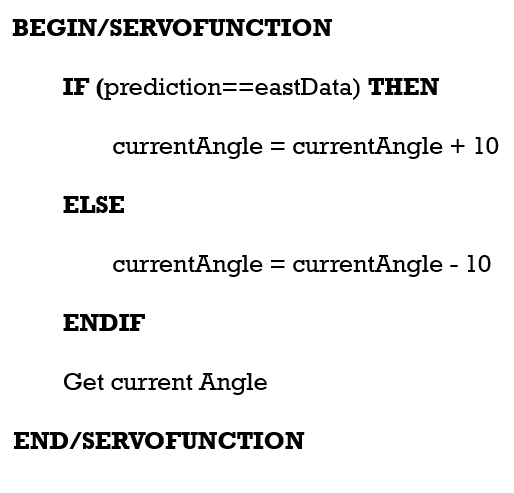 BEGIN/SERVOFUNCTION
IF (prediction==eastData) THEN
currentAngle = currentAngle + 10
ELSE
currentAngle = currentAngle - 10
ENDIF
Get current Angle
END/SERVOFUNCTION